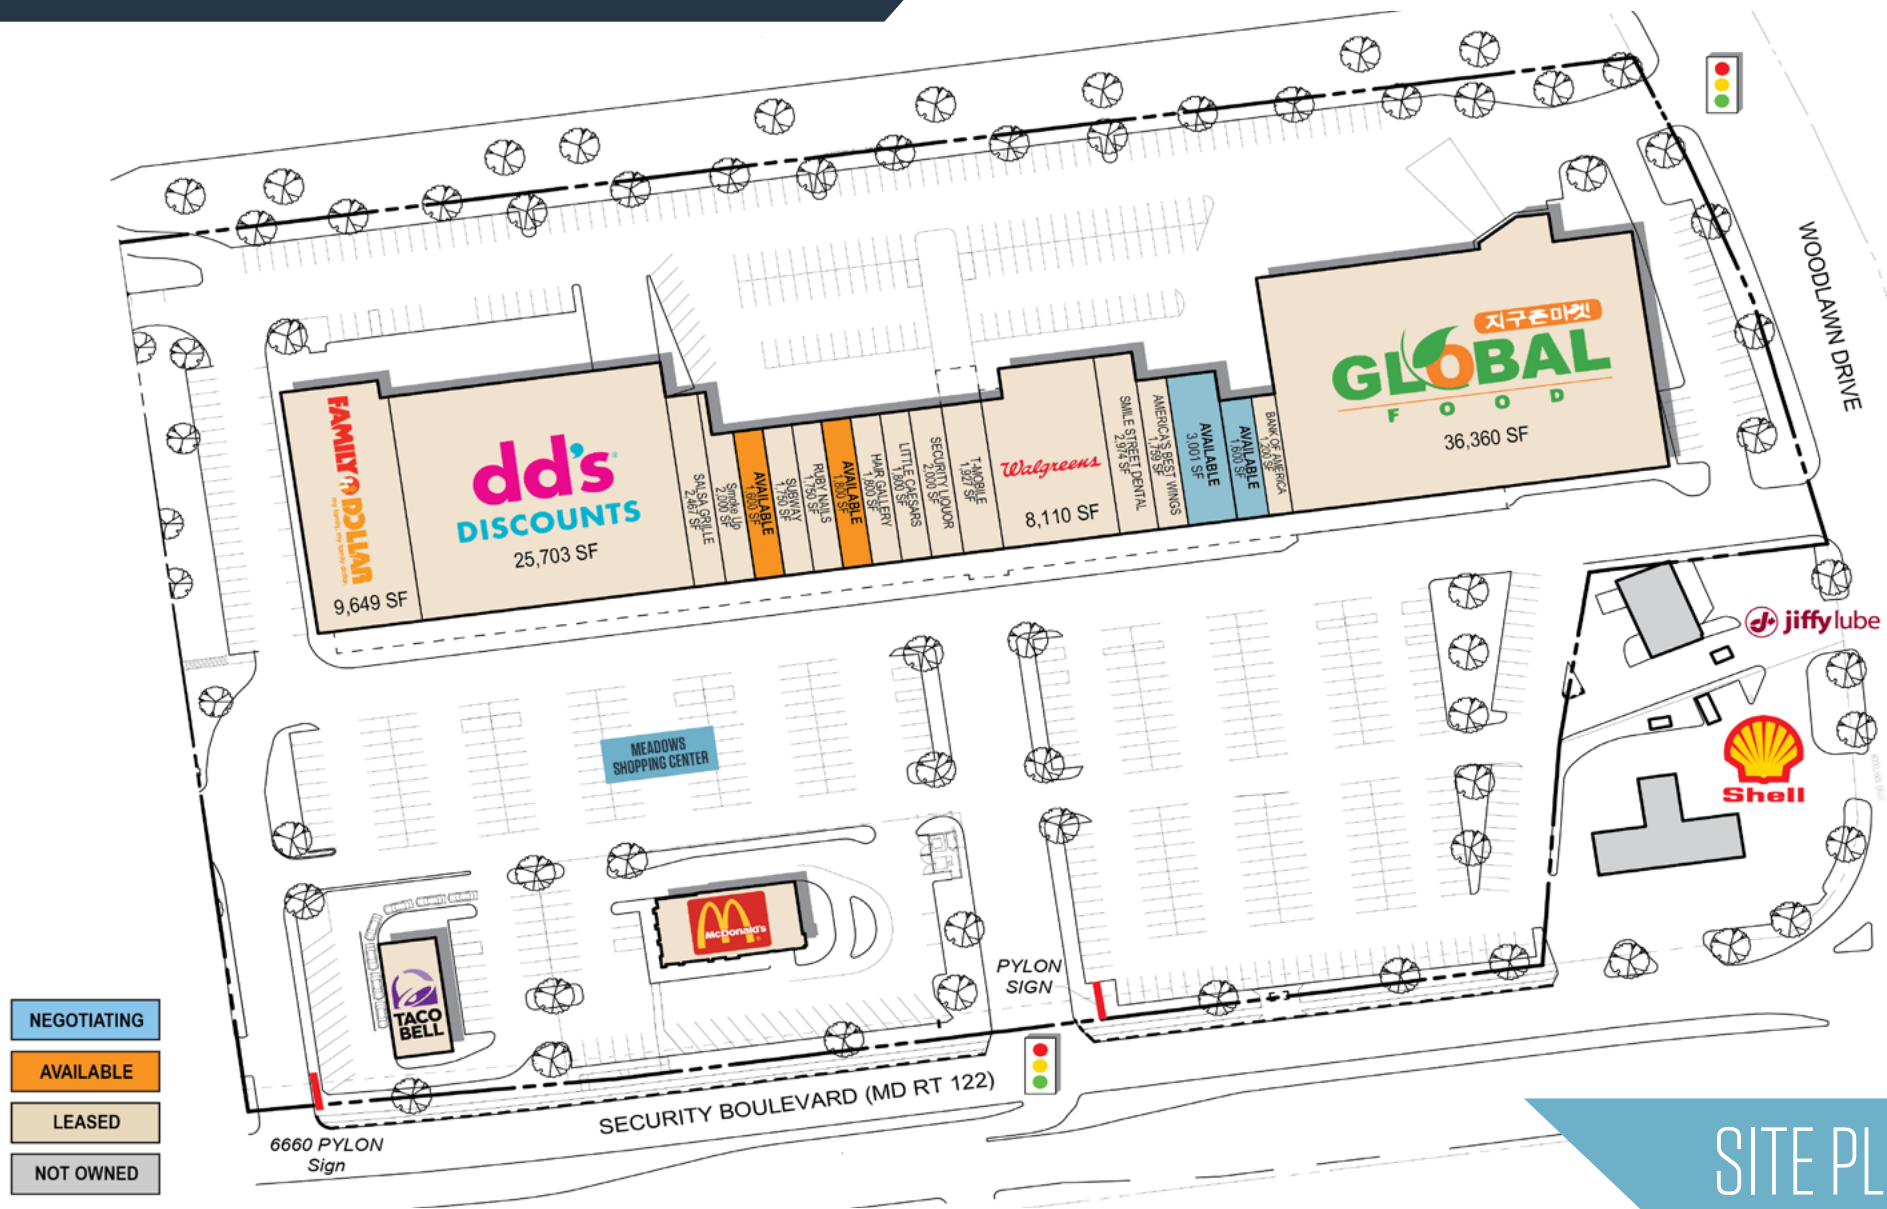 WOODLAWN DRIVE
지구촌마켓
GLOBAL
FOOD
36,360 SF
FAMILY DOLLAR
my family, my family dollar.
9,649 SF
dd's
DISCOUNTS
25,703 SF
SALSA GRILLE
2,467 SF
Smoke Up
2,000 SF
AVAILABLE
1,600 SF
SUBWAY
1,750 SF
RUBY NAILS
1,750 SF
AVAILABLE
1,800 SF
HAIR GALLERY
1,800 SF
LITTLE CAESARS
1,800 SF
SECURITY LIQUOR
2,000 SF
T-MOBILE
1,927 SF
Walgreens
8,110 SF
SMILE STREET DENTAL
2,974 SF
AMERICA'S BEST WINGS
1,759 SF
AVAILABLE
3,001 SF
AVAILABLE
1,600 SF
BANK OF AMERICA
1,200 SF
jiffy lube
Shell
MEADOWS
SHOPPING CENTER
McDonald's
TACO
BELL
PYLON
SIGN
SECURITY BOULEVARD (MD RT 122)
6660 PYLON
Sign
NEGOTIATING
AVAILABLE
LEASED
NOT OWNED
SITE PL